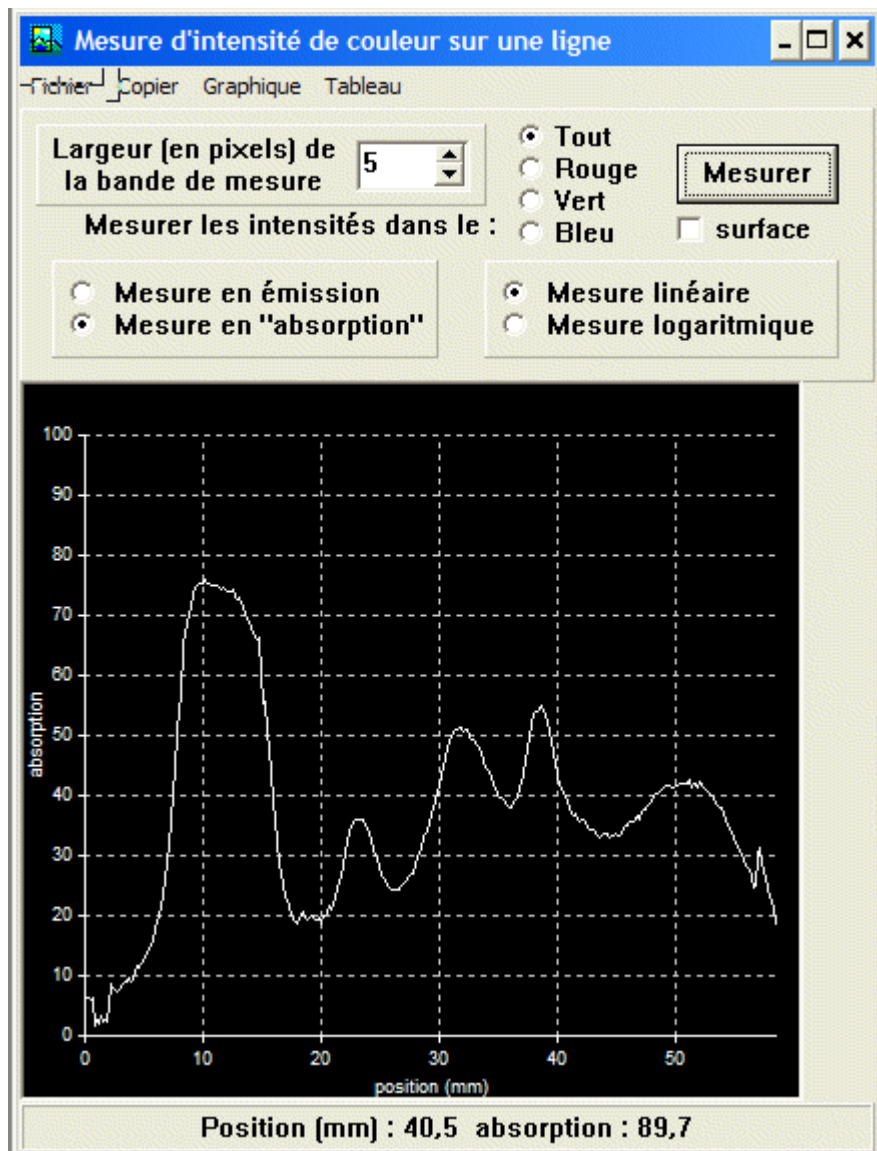 Mesure d'intensité de couleur sur une ligne
Fichier Copier Graphique Tableau
Largeur (en pixels) de
la bande de mesure
5
Tout
Rouge
Vert
Bleu
Mesurer
Mesurer les intensités dans le :
surface
Mesure en émission
Mesure en "absorption"
Mesure linéaire
Mesure logaritmique
100
90
80
70
60
50
40
30
20
10
0
absorption
0 10 20 30 40 50
position (mm)
Position (mm) : 40,5 absorption : 89,7